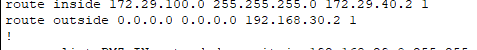 route inside 172.29.100.0 255.255.255.0 172.29.40.2 1
route outside 0.0.0.0 0.0.0.0 192.168.30.2 1
!